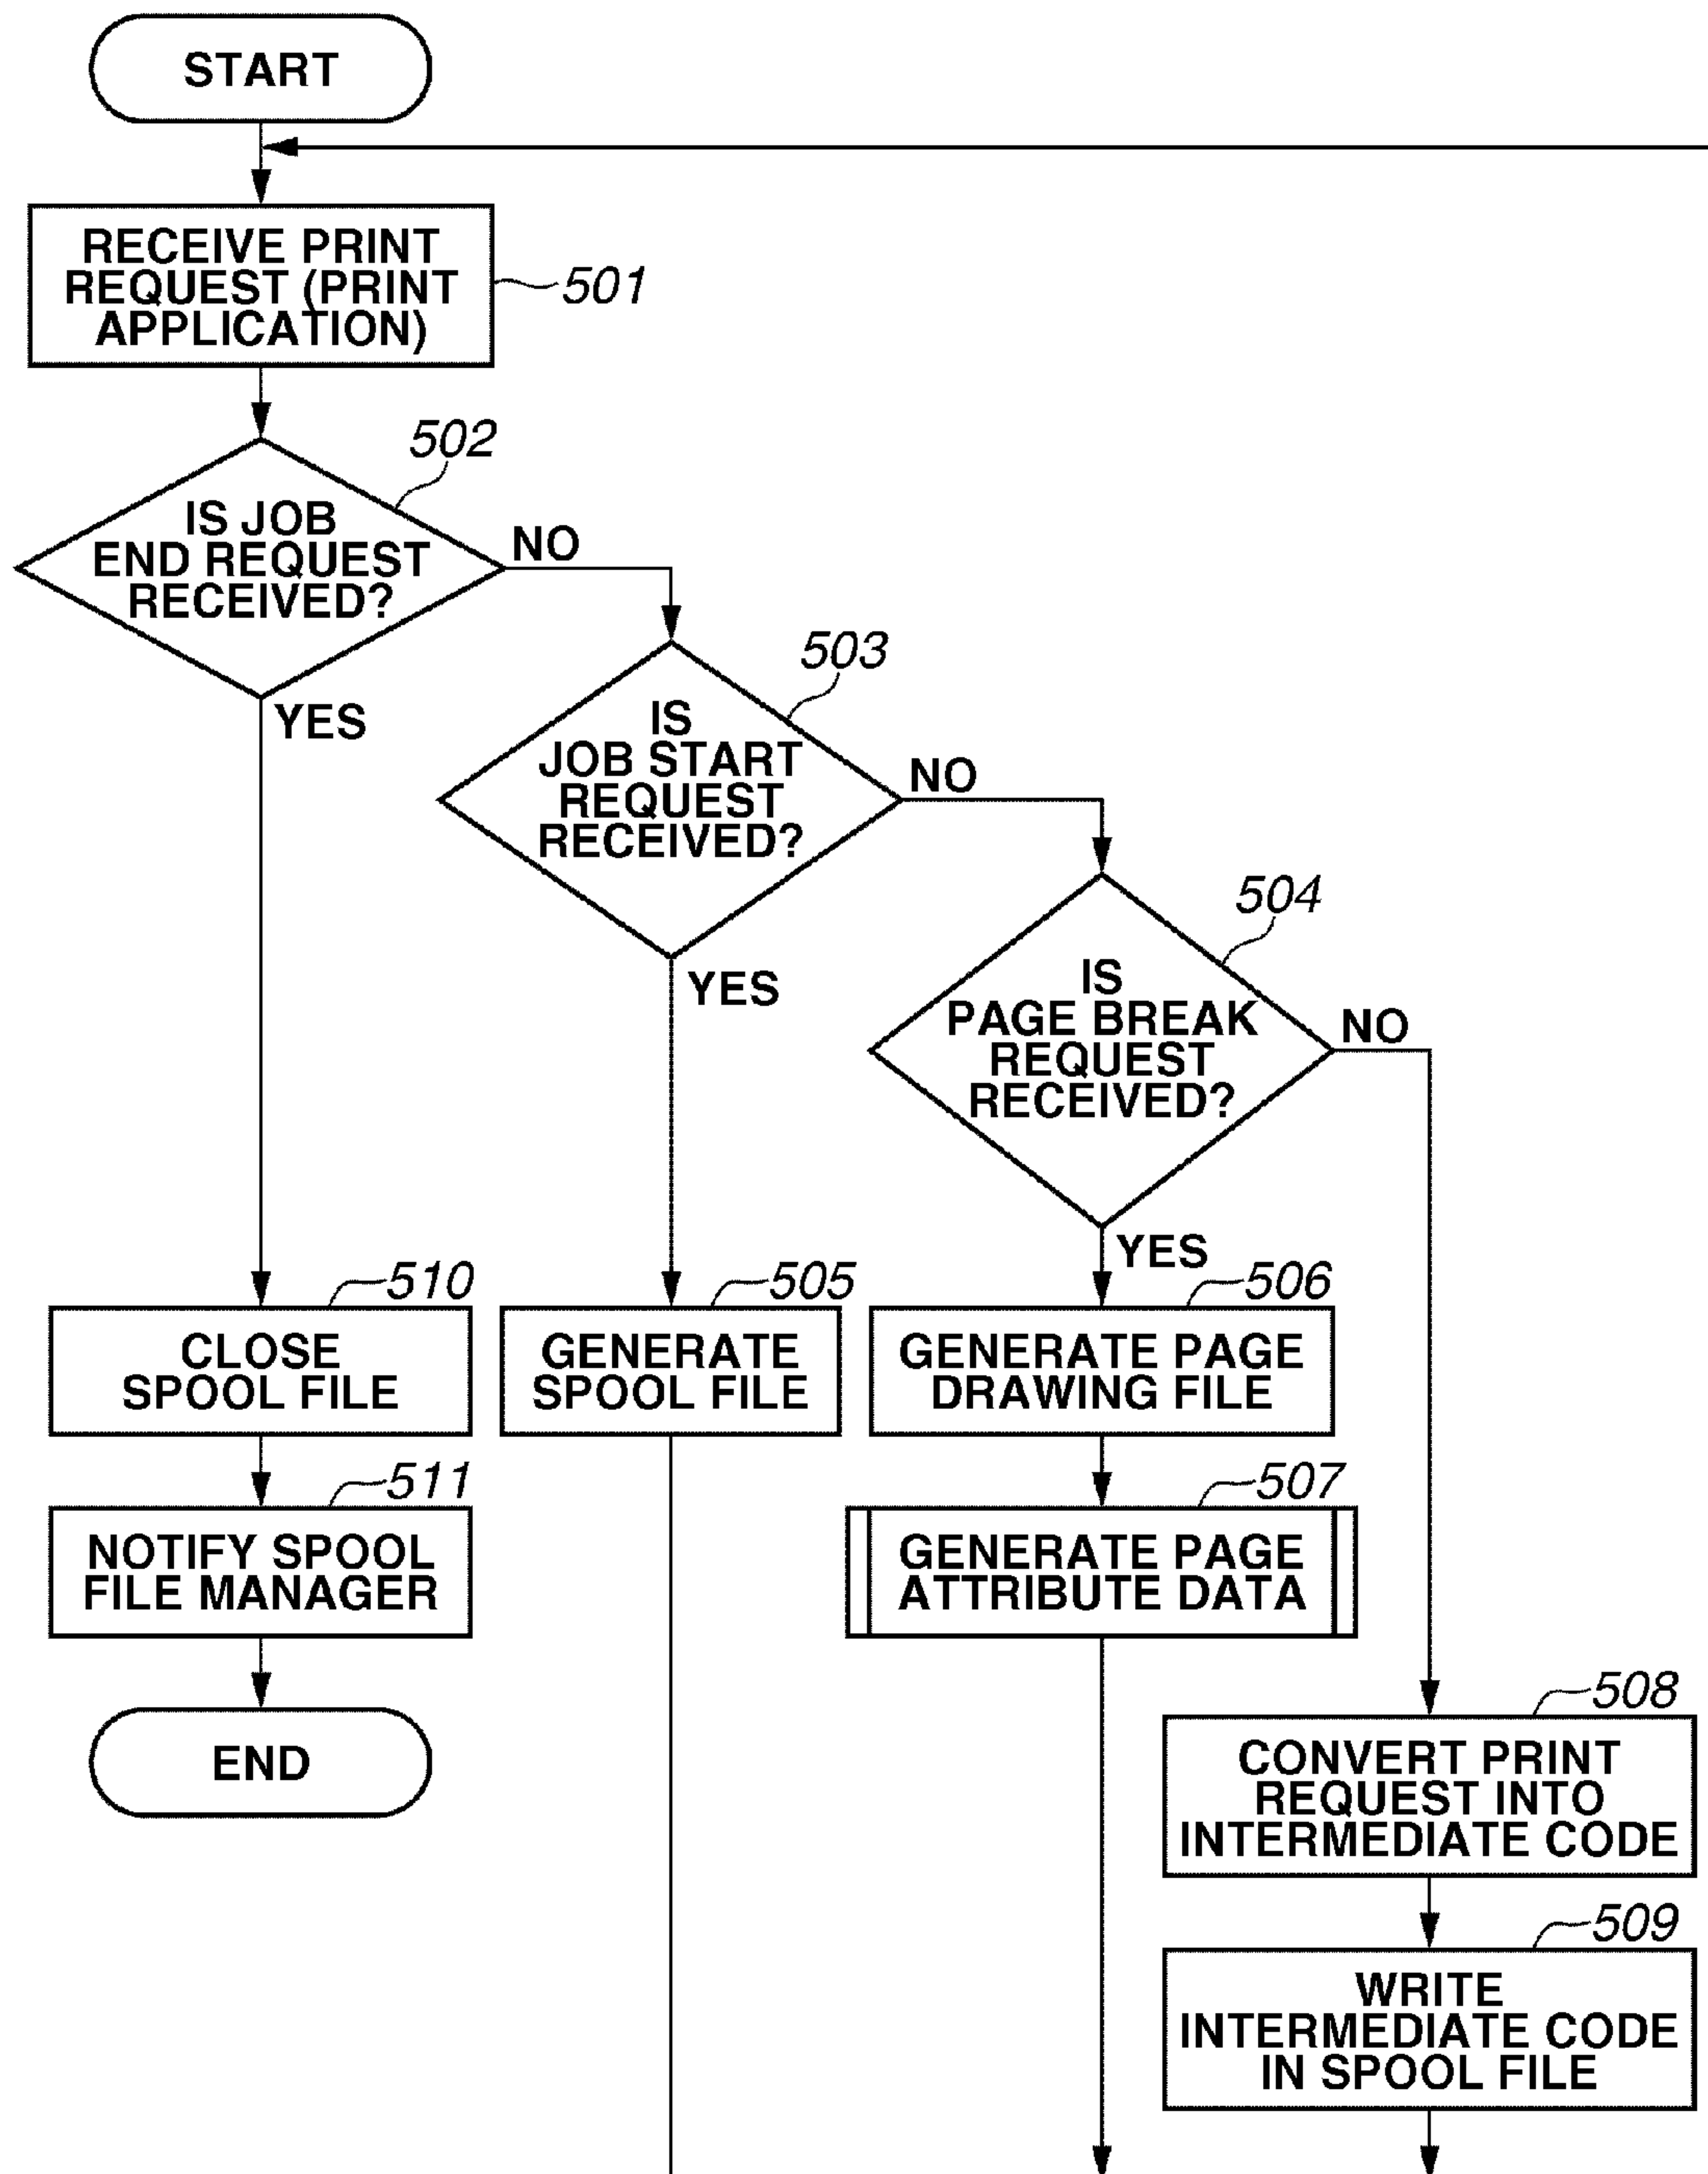 START
RECEIVE PRINT
REQUEST (PRINT
APPLICATION)
501
502
IS JOB
END REQUEST
RECEIVED?
NO
YES
503
IS
JOB START
REQUEST
RECEIVED?
NO
YES
504
IS
PAGE BREAK
REQUEST
RECEIVED?
NO
YES
510
CLOSE
SPOOL FILE
505
GENERATE
SPOOL FILE
506
GENERATE PAGE
DRAWING FILE
511
NOTIFY SPOOL
FILE MANAGER
507
GENERATE PAGE
ATTRIBUTE DATA
END
508
CONVERT PRINT
REQUEST INTO
INTERMEDIATE CODE
509
WRITE
INTERMEDIATE CODE
IN SPOOL FILE